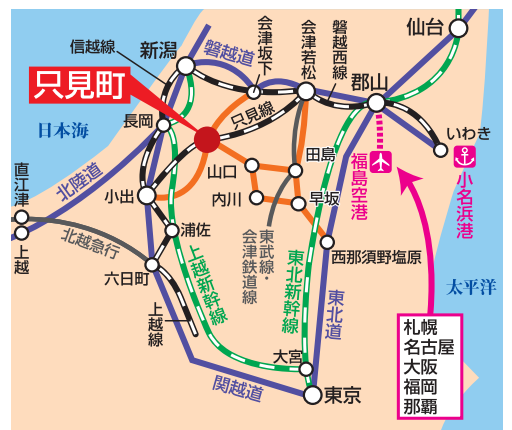 仙台
会津坂下
会津若松
磐越西線
信越線
新潟
磐越道
郡山
只見町
只見線
長岡
日本海
いわき
田島
山口
福島空港
小名浜港
北陸道
直江津
小出
内川
早坂
上越
北越急行
浦佐
東武線・
会津鉄道線
西那須野塩原
六日町
上越新幹線
東北新幹線
東北道
太平洋
上越線
札幌
名古屋
大阪
福岡
那覇
大宮
関越道
東京